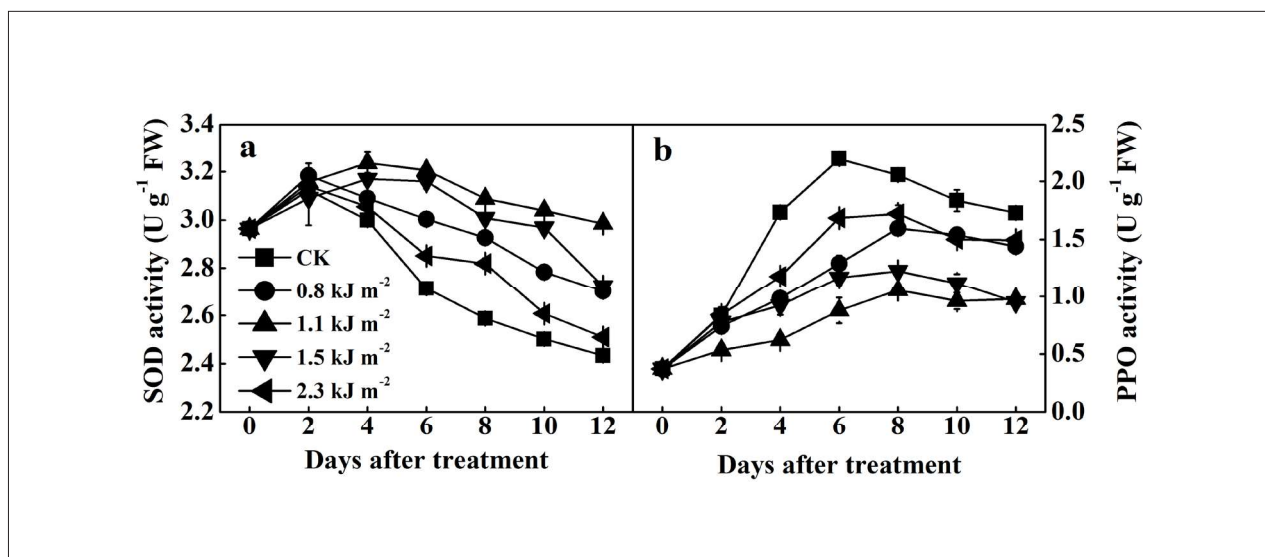 a
b
SOD activity (U g⁻¹ FW)
3.4
3.2
3.0
2.8
2.6
2.4
2.2
CK
0.8 kJ m⁻²
1.1 kJ m⁻²
1.5 kJ m⁻²
2.3 kJ m⁻²
0 2 4 6 8 10 12
Days after treatment
0 2 4 6 8 10 12
Days after treatment
2.5
2.0
1.5
1.0
0.5
0.0
PPO activity (U g⁻¹ FW)